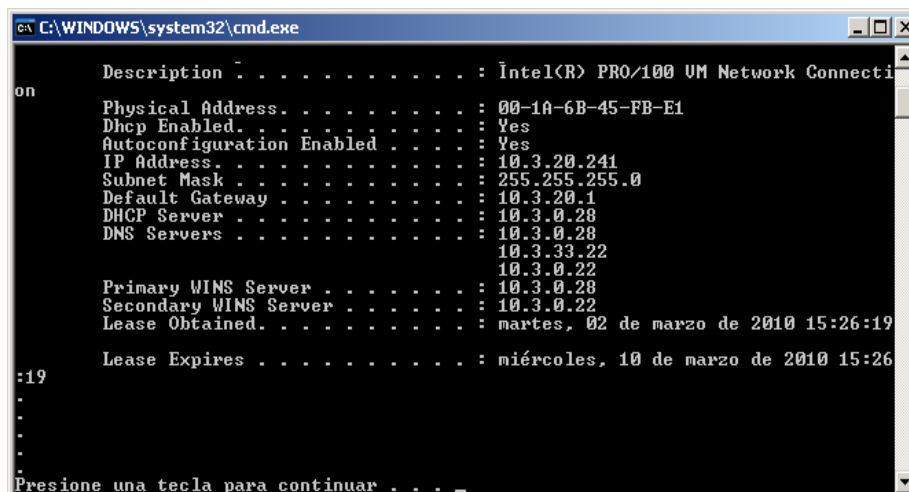 C:\WINDOWS\system32\cmd.exe
Description . . . . . . . . . . . : Intel(R) PRO/100 VM Network Connecti
on
Physical Address. . . . . . . . . : 00-1A-6B-45-FB-E1
Dhcp Enabled. . . . . . . . . . . : Yes
Autoconfiguration Enabled . . . . : Yes
IP Address. . . . . . . . . . . . : 10.3.20.241
Subnet Mask . . . . . . . . . . . : 255.255.255.0
Default Gateway . . . . . . . . . : 10.3.20.1
DHCP Server . . . . . . . . . . . : 10.3.0.28
DNS Servers . . . . . . . . . . . : 10.3.0.28
10.3.33.22
10.3.0.22
Primary WINS Server . . . . . . . : 10.3.0.28
Secondary WINS Server . . . . . . : 10.3.0.22
Lease Obtained. . . . . . . . . . : martes, 02 de marzo de 2010 15:26:19
Lease Expires . . . . . . . . . . : miércoles, 10 de marzo de 2010 15:26
:19
.
.
.
.
.
Presione una tecla para continuar . . . _